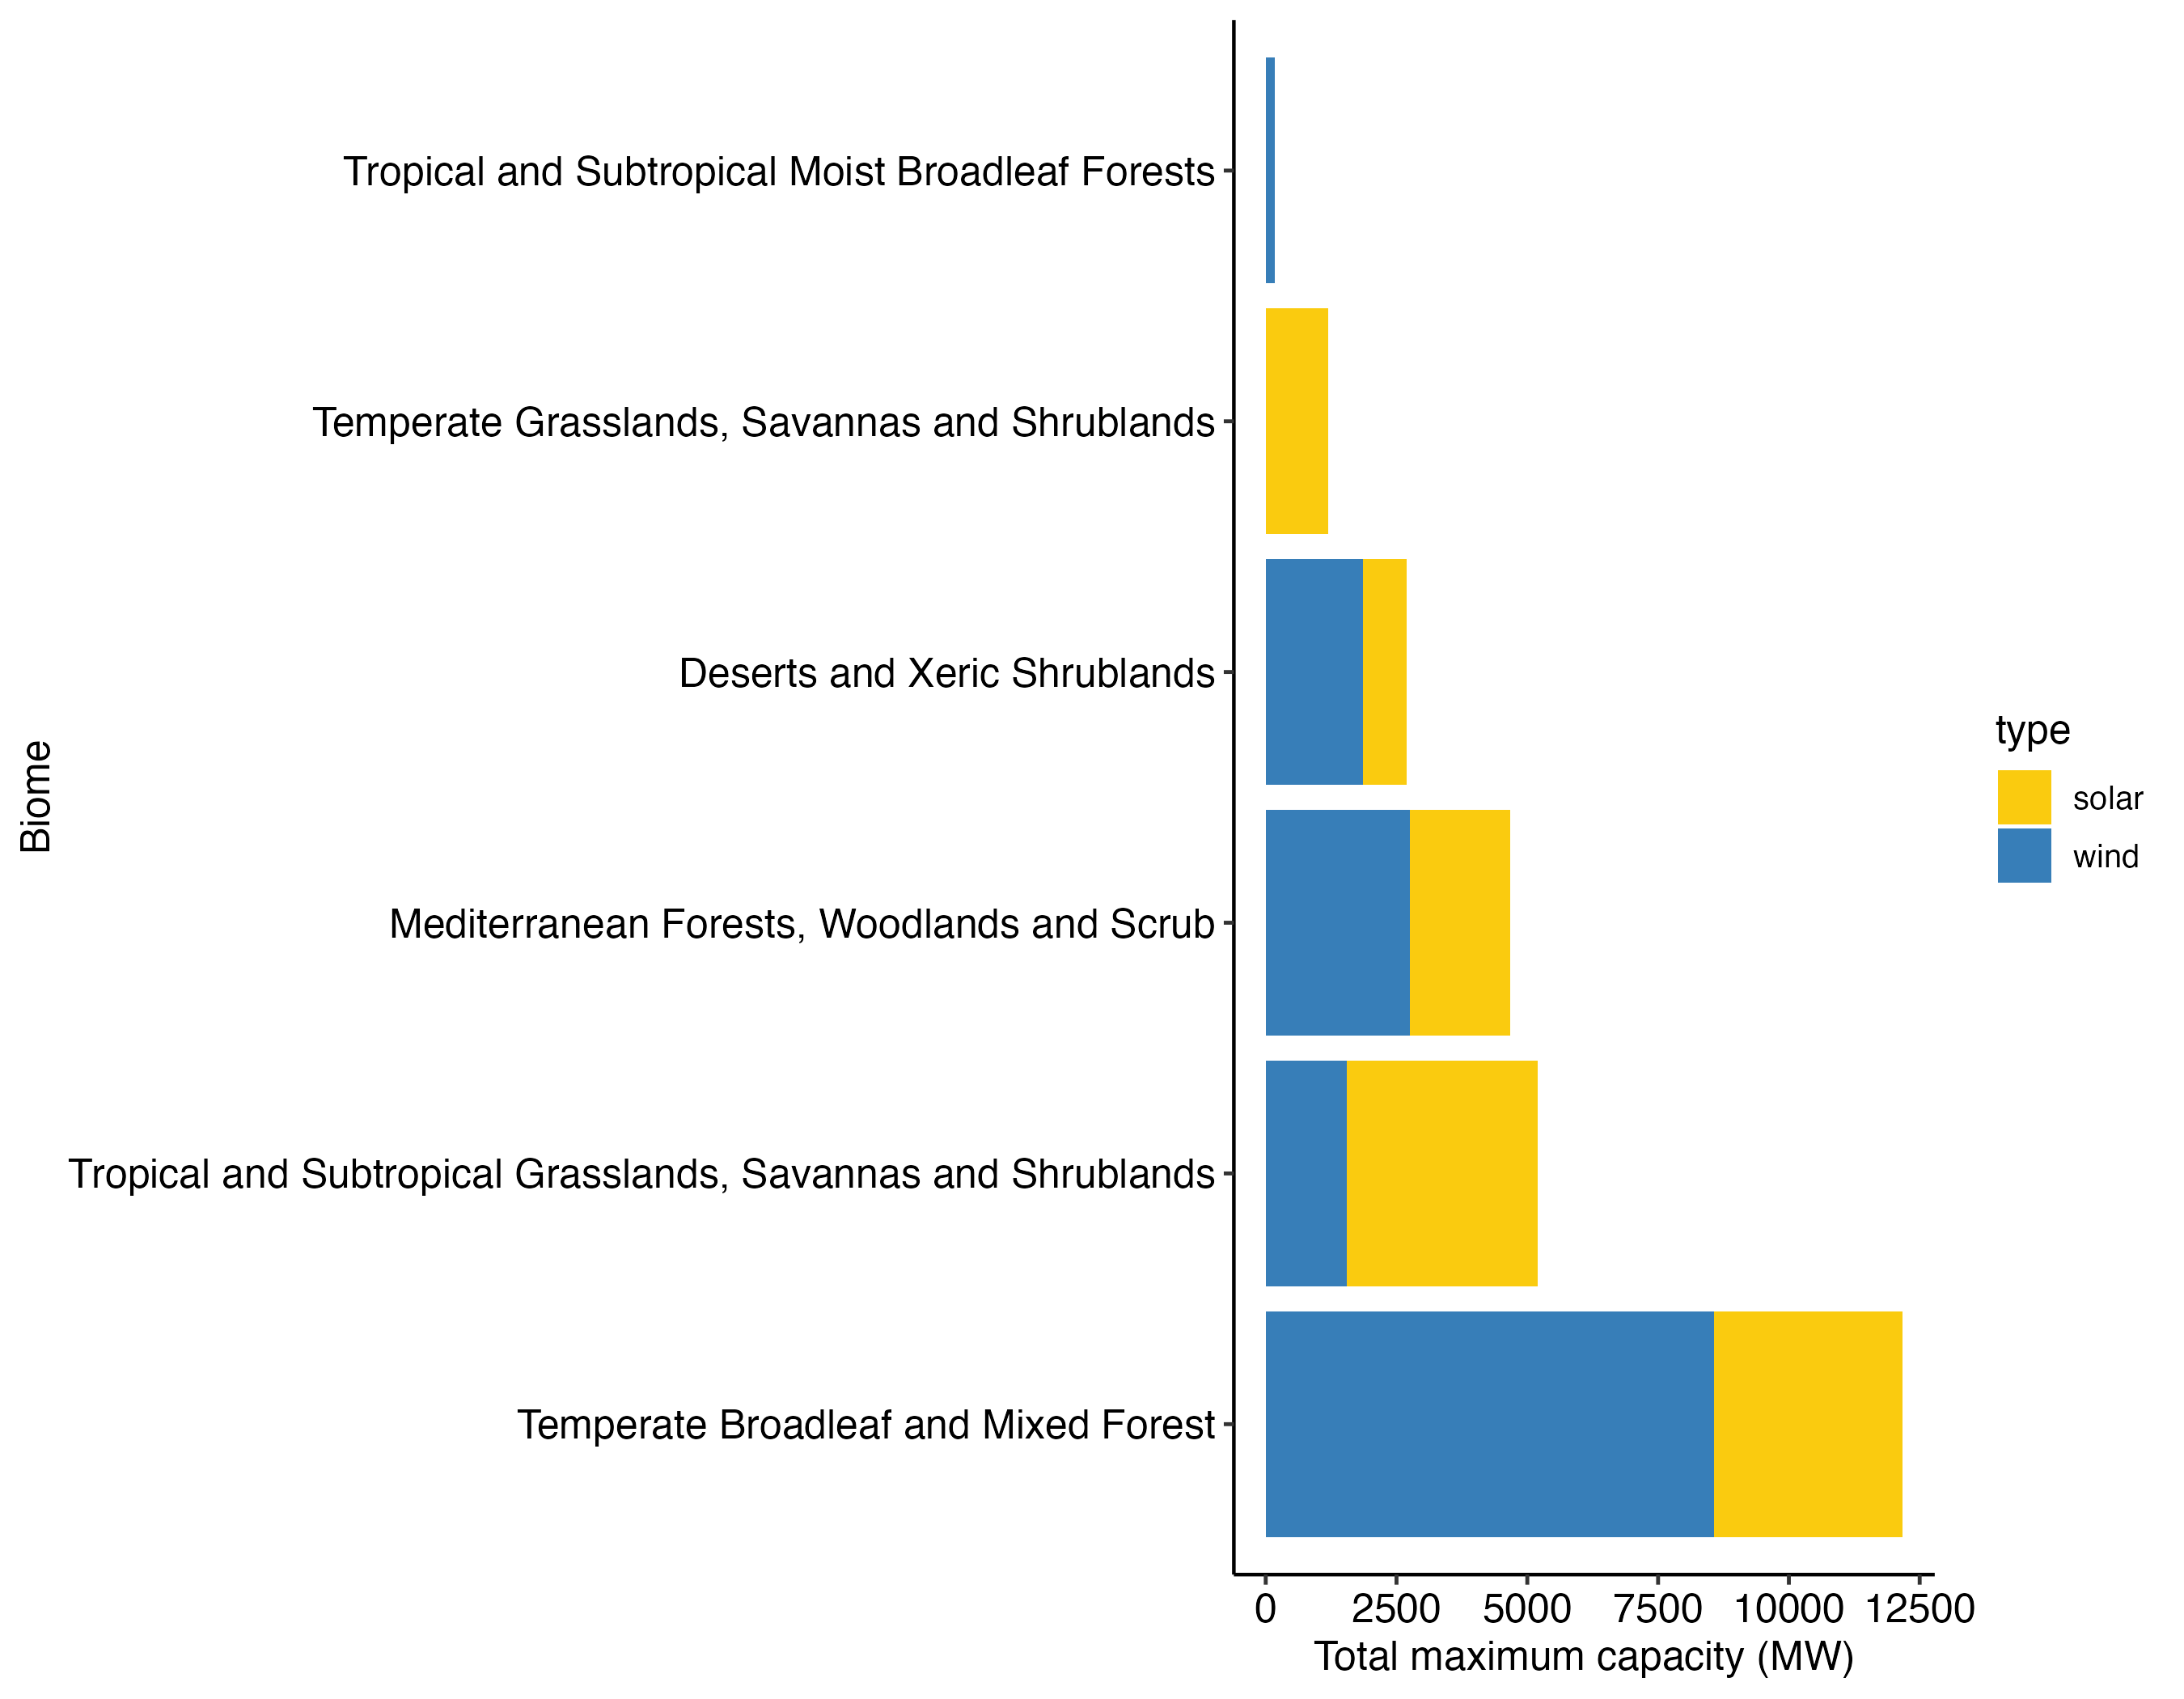 Biome
Tropical and Subtropical Moist Broadleaf Forests
Temperate Grasslands, Savannas and Shrublands
Deserts and Xeric Shrublands
Mediterranean Forests, Woodlands and Scrub
Tropical and Subtropical Grasslands, Savannas and Shrublands
Temperate Broadleaf and Mixed Forest
0 2500 5000 7500 10000 12500
Total maximum capacity (MW)
type
solar
wind